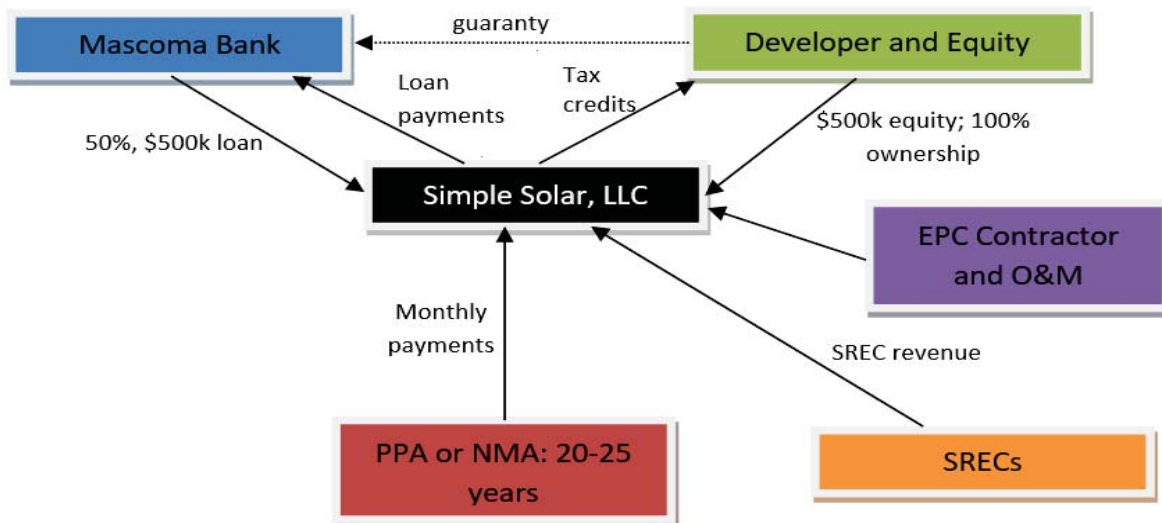 guaranty
Mascoma Bank
Developer and Equity
Loan
payments
Tax
credits
50%, $500k loan
$500k equity; 100%
ownership
Simple Solar, LLC
EPC Contractor
and O&M
Monthly
payments
SREC revenue
PPA or NMA: 20-25
years
SRECs